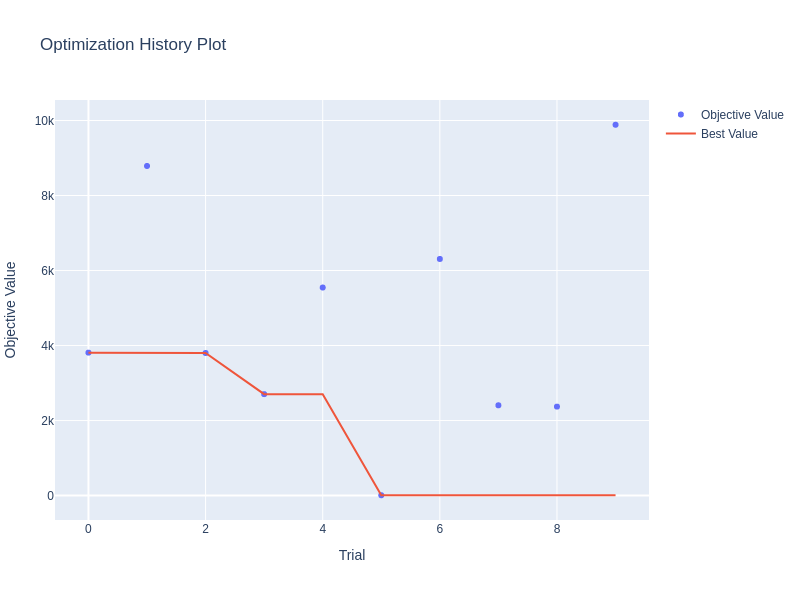 Optimization History Plot
Objective Value
Best Value
10k
8k
6k
4k
2k
0
Objective Value
0 2 4 6 8
Trial